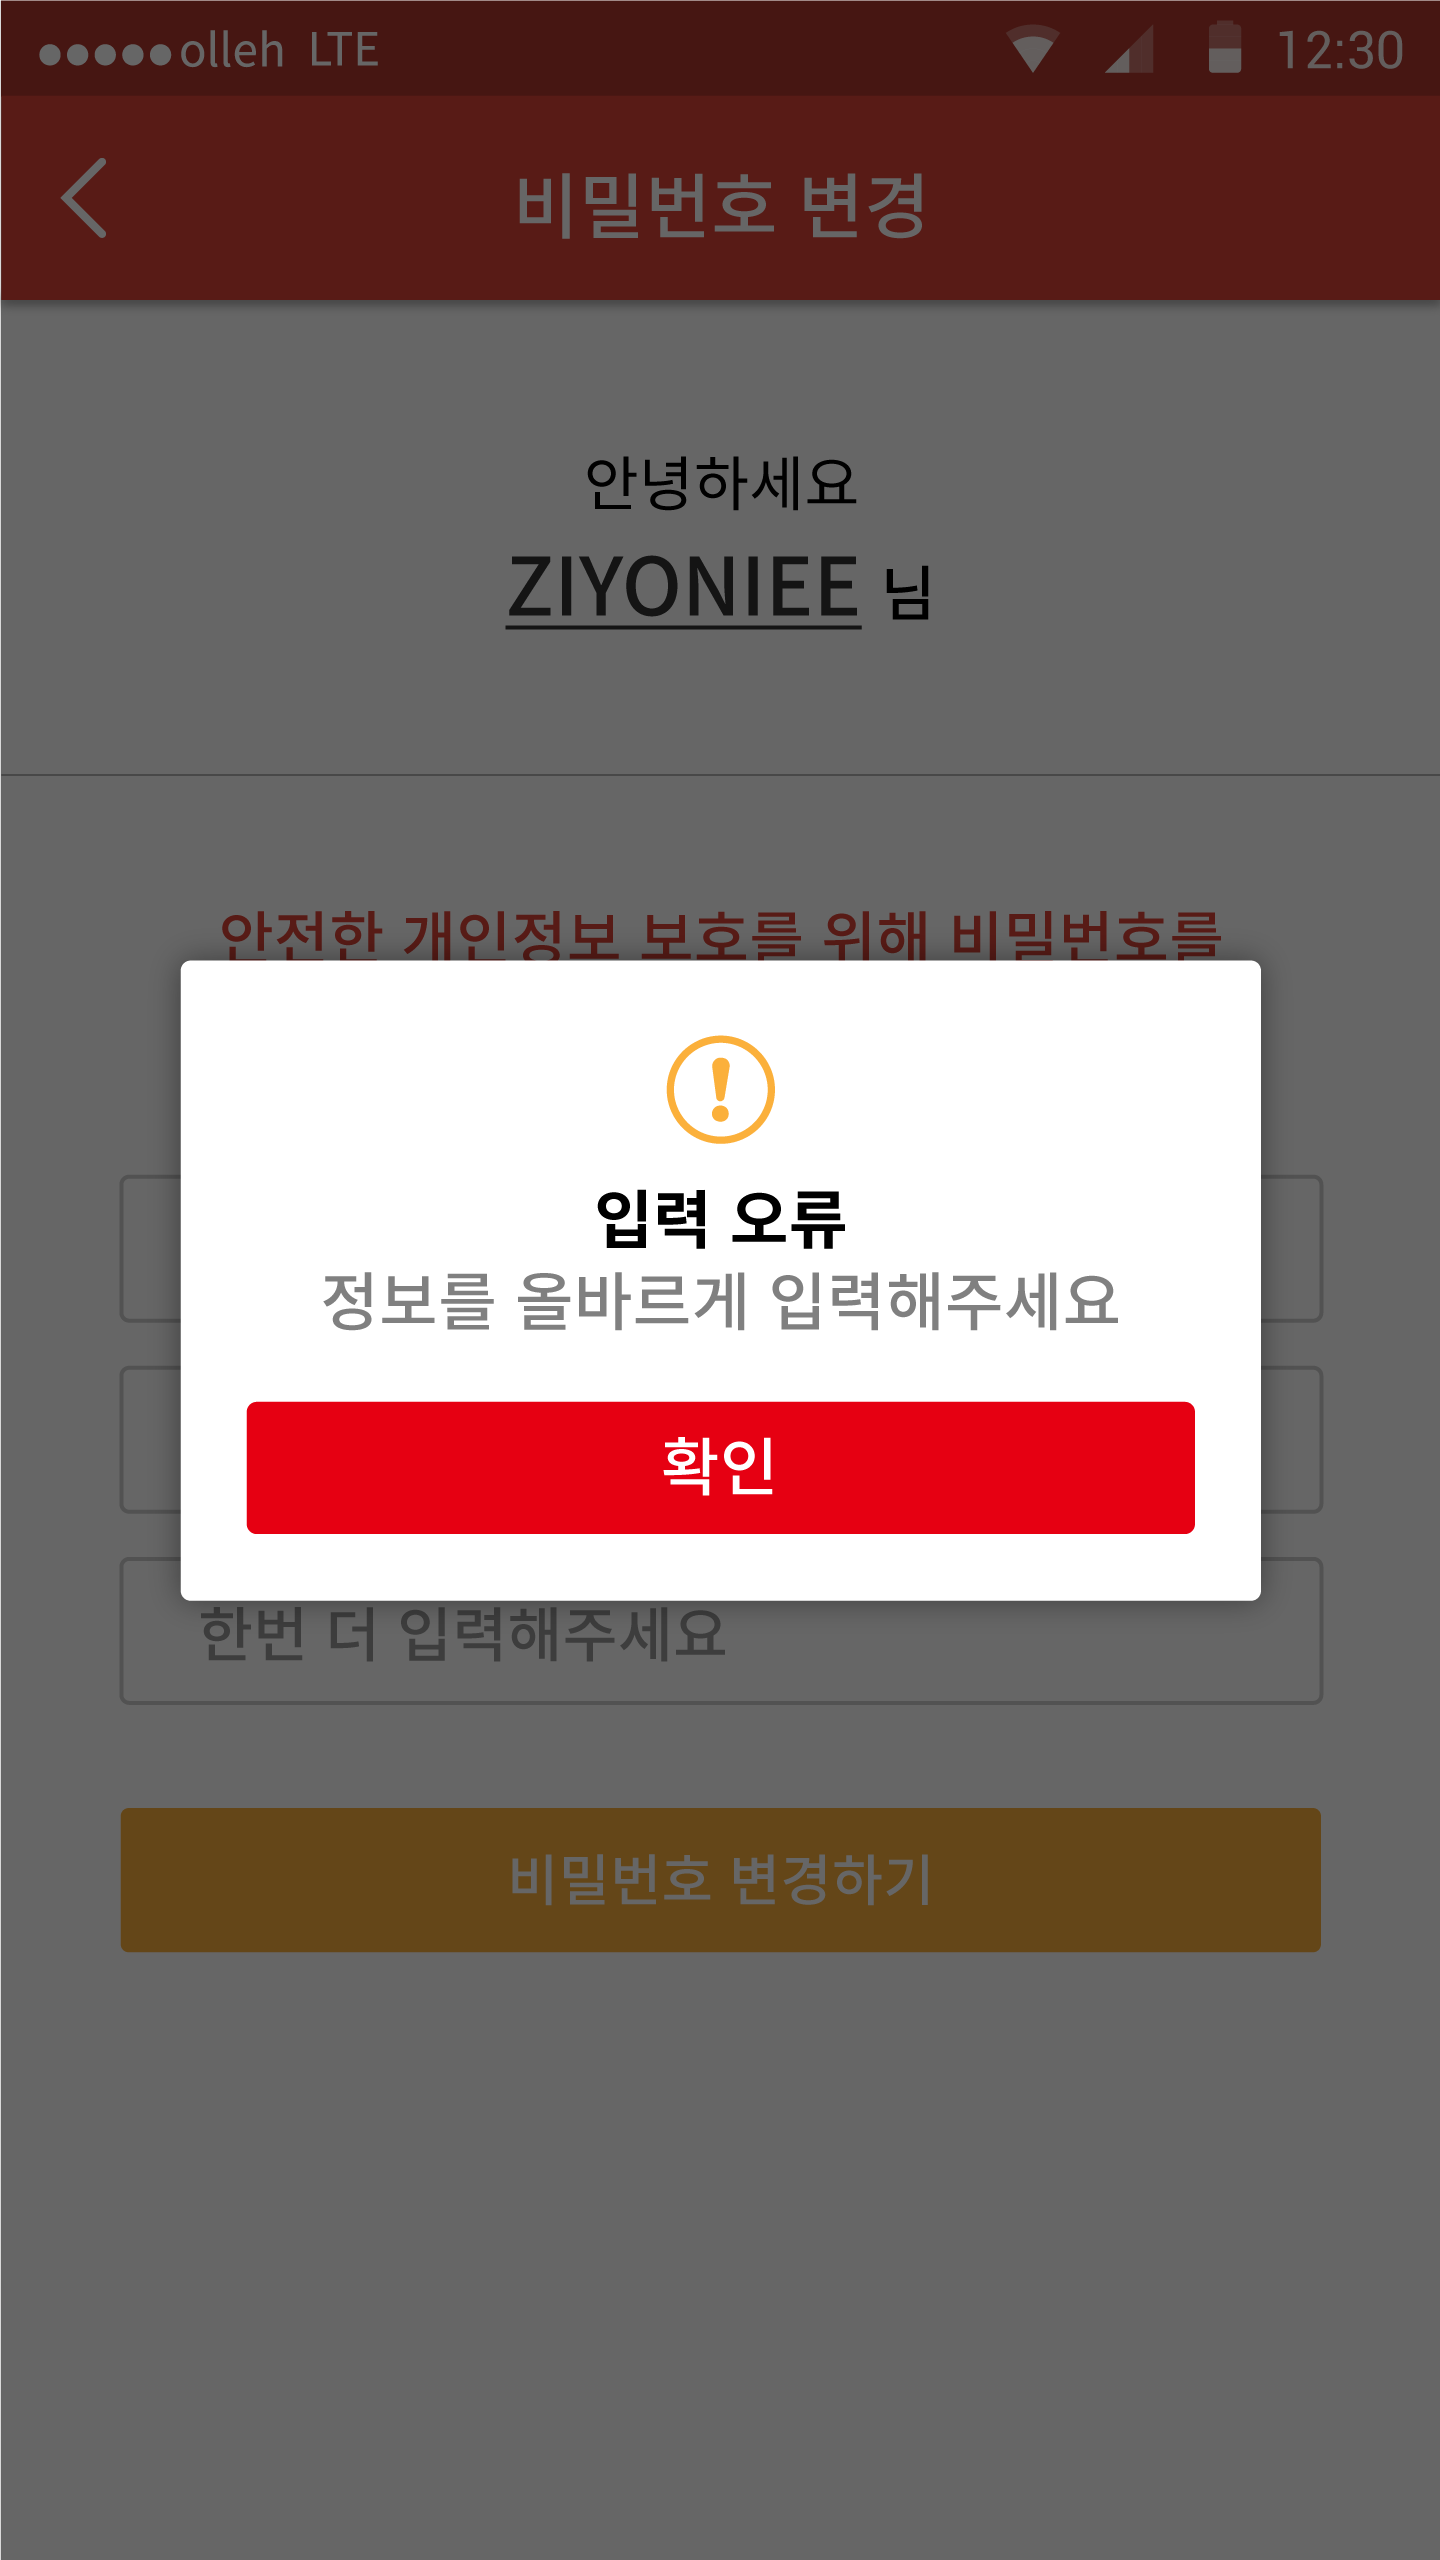 olleh LTE 12:30
비밀번호 변경
안녕하세요
ZIYONIEE 님
안전한 개인정보 보호를 위해 비밀번호를
입력 오류
정보를 올바르게 입력해주세요
확인
한번 더 입력해주세요
비밀번호 변경하기